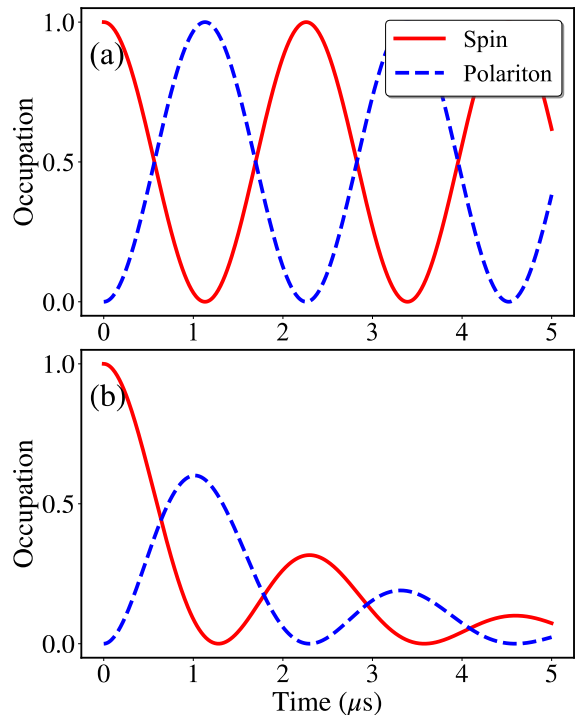 1.0
(a)
Spin
Polariton
0.5
Occupation
0.0
0 1 2 3 4 5
1.0
(b)
0.5
Occupation
0.0
0 1 2 3 4 5
Time (μs)